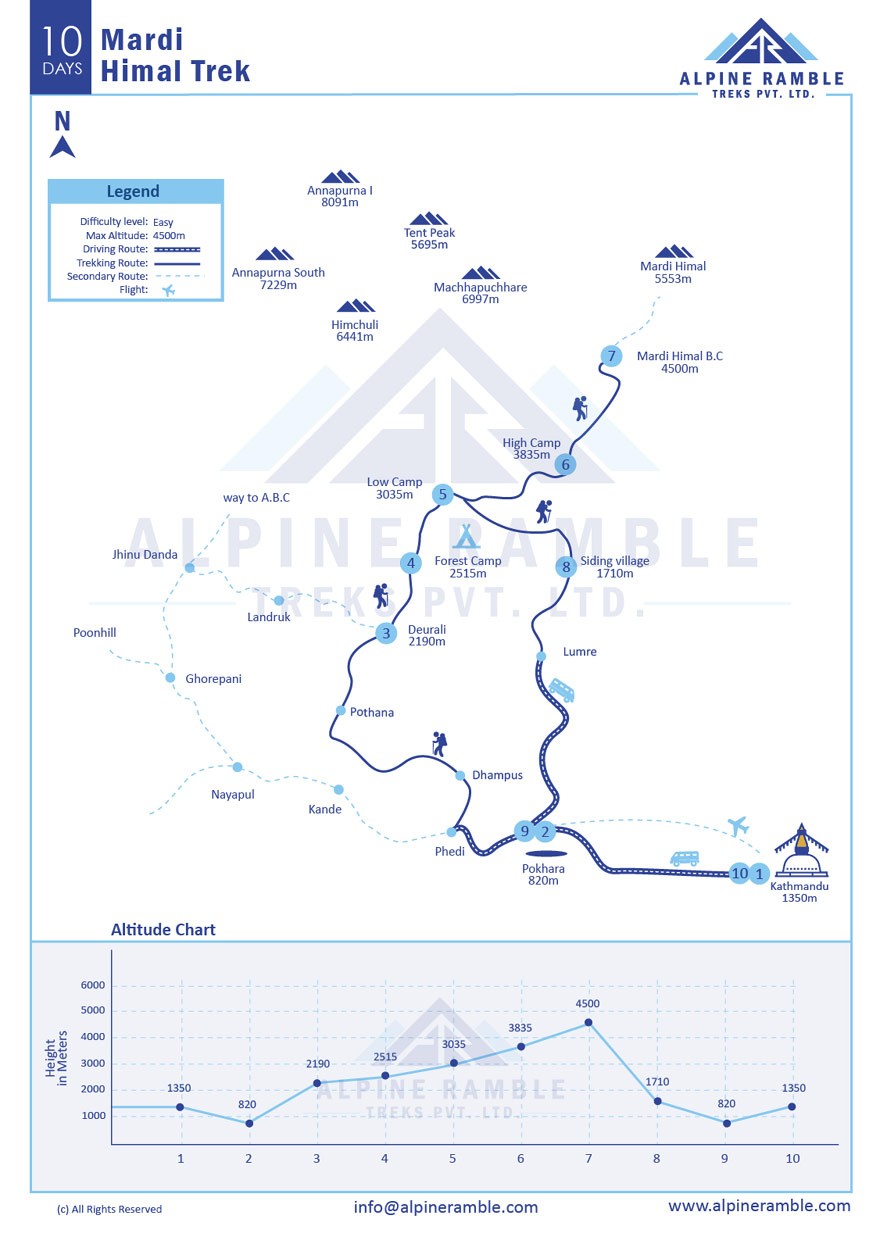 10
DAYS
Mardi
Himal Trek
ALPINE RAMBLE
TREKS PVT. LTD.
N
Legend
Difficulty level: Easy
Max Altitude: 4500m
Driving Route:
Trekking Route:
Secondary Route:
Flight:
Annapurna I
8091m
Tent Peak
5695m
Annapurna South
7229m
Machhapuchhare
6997m
Himchuli
6441m
Mardi Himal
5553m
7
Mardi Himal B.C
4500m
High Camp
3835m
6
Low Camp
3035m
5
way to A.B.C
ALPINE RAMBLE
TREKS PVT. LTD.
Jhinu Danda
4
Forest Camp
2515m
8
Siding village
1710m
Landruk
Poonhill
3
Deurali
2190m
Lumre
Ghorepani
Pothana
Dhampus
Nayapul
Kande
Phedi
9
2
Pokhara
820m
10
1
Kathmandu
1350m
Altitude Chart
Height
in Meters
6000
5000
4000
3000
2000
1000
1350
820
2190
2515
3035
3835
4500
1710
820
1350
ALPINE RAMBLE
TREKS PVT. LTD.
1 2 3 4 5 6 7 8 9 10
(c) All Rights Reserved
info@alpineramble.com
www.alpineramble.com